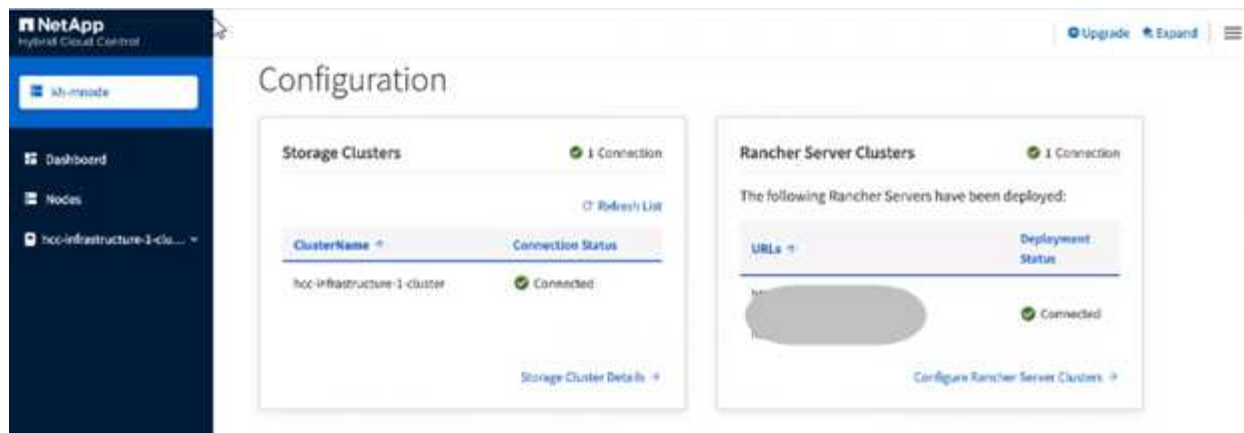 NetApp
Hybrid Cloud Control
Upgrade Expand
kh-mnode
Dashboard
Nodes
hcc-infrastructure-1-clu...
Configuration
Storage Clusters
1 Connection
Refresh List
ClusterName
Connection Status
hcc-infrastructure-1-cluster
Connected
Storage Cluster Details
Rancher Server Clusters
1 Connection
The following Rancher Servers have been deployed:
URLs
Deployment
Status
Connected
Configure Rancher Server Clusters